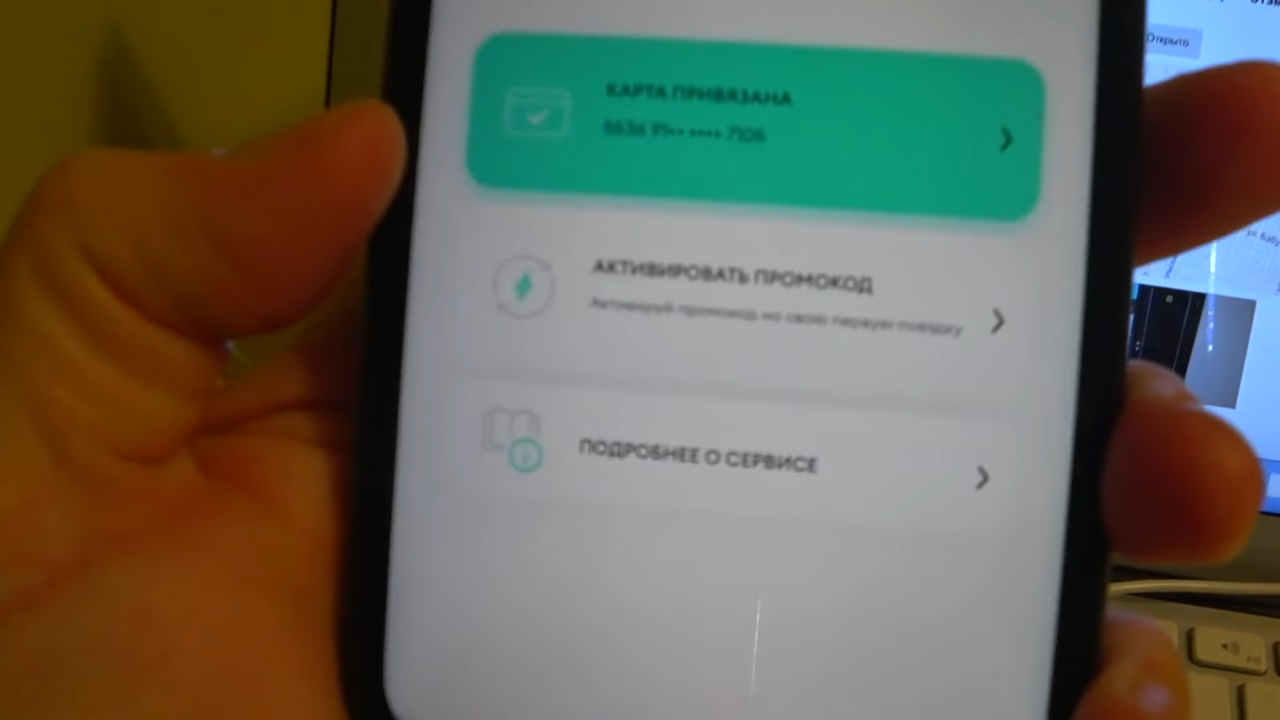 Открыто
КАРТА ПРИВЯЗАНА
АКТИВИРОВАТЬ ПРОМОКОД
Активируй промокод на свою первую поездку
ПОДРОБНЕЕ О СЕРВИСЕ